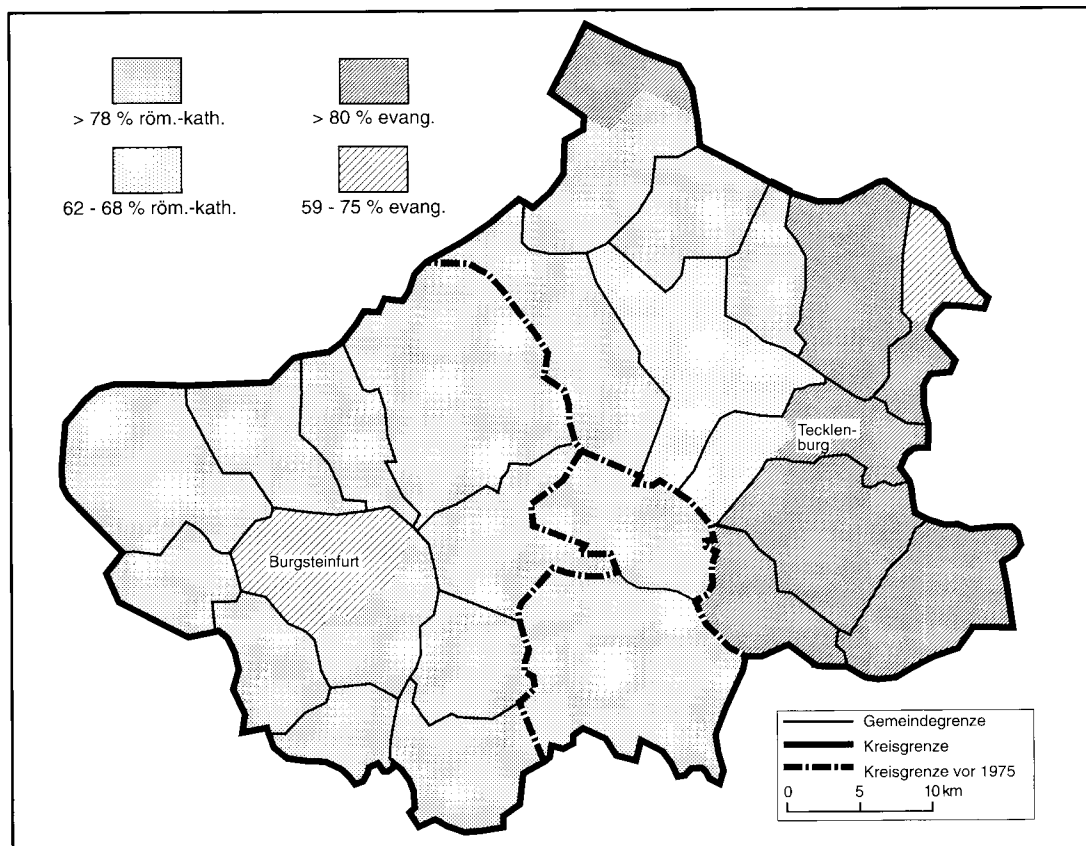 > 78 % röm.-kath.
> 80 % evang.
62 - 68 % röm.-kath.
59 - 75 % evang.
Tecklen-
burg
Burgsteinfurt
Gemeindegrenze
Kreisgrenze
Kreisgrenze vor 1975
0 5 10 km